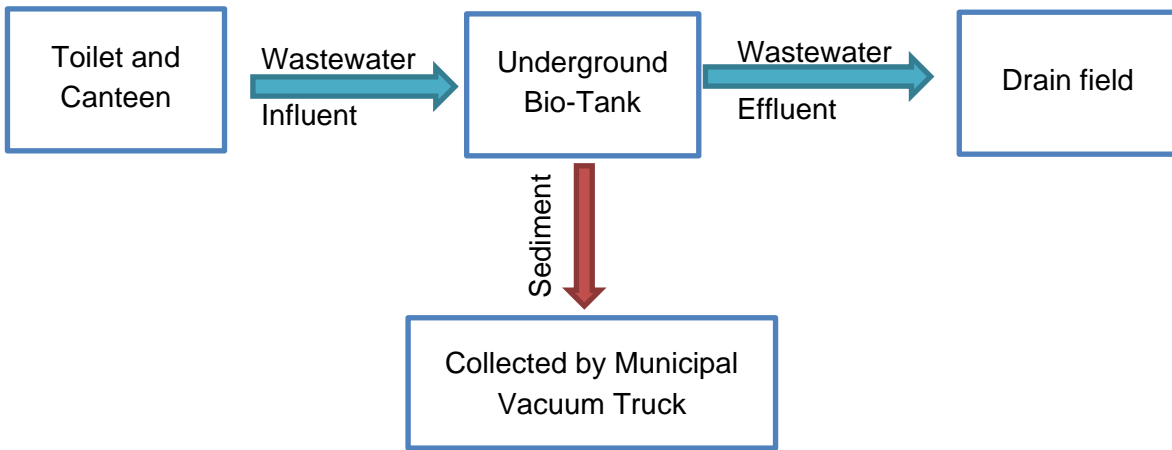 Toilet and
Canteen
Wastewater
Influent
Underground
Bio-Tank
Wastewater
Effluent
Drain field
Sediment
Collected by Municipal
Vacuum Truck